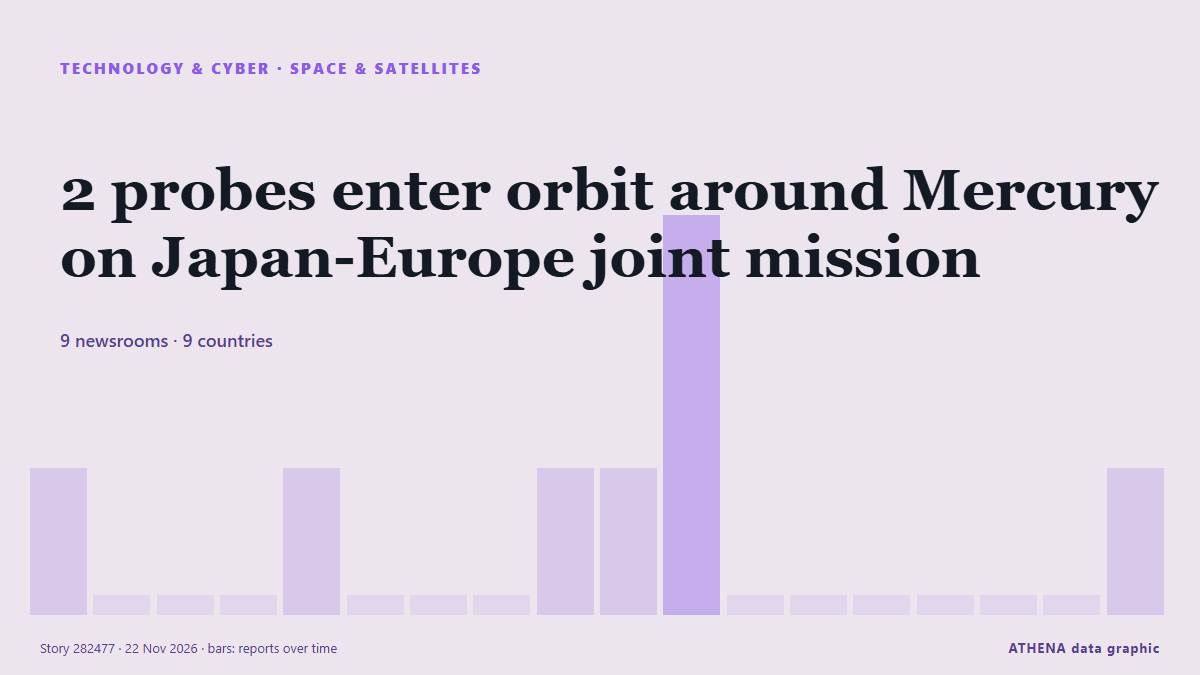 TECHNOLOGY & CYBER · SPACE & SATELLITES
2 probes enter orbit around Mercury
on Japan-Europe joint mission
9 newsrooms · 9 countries
Story 282477 · 22 Nov 2026 · bars: reports over time
ATHENA data graphic